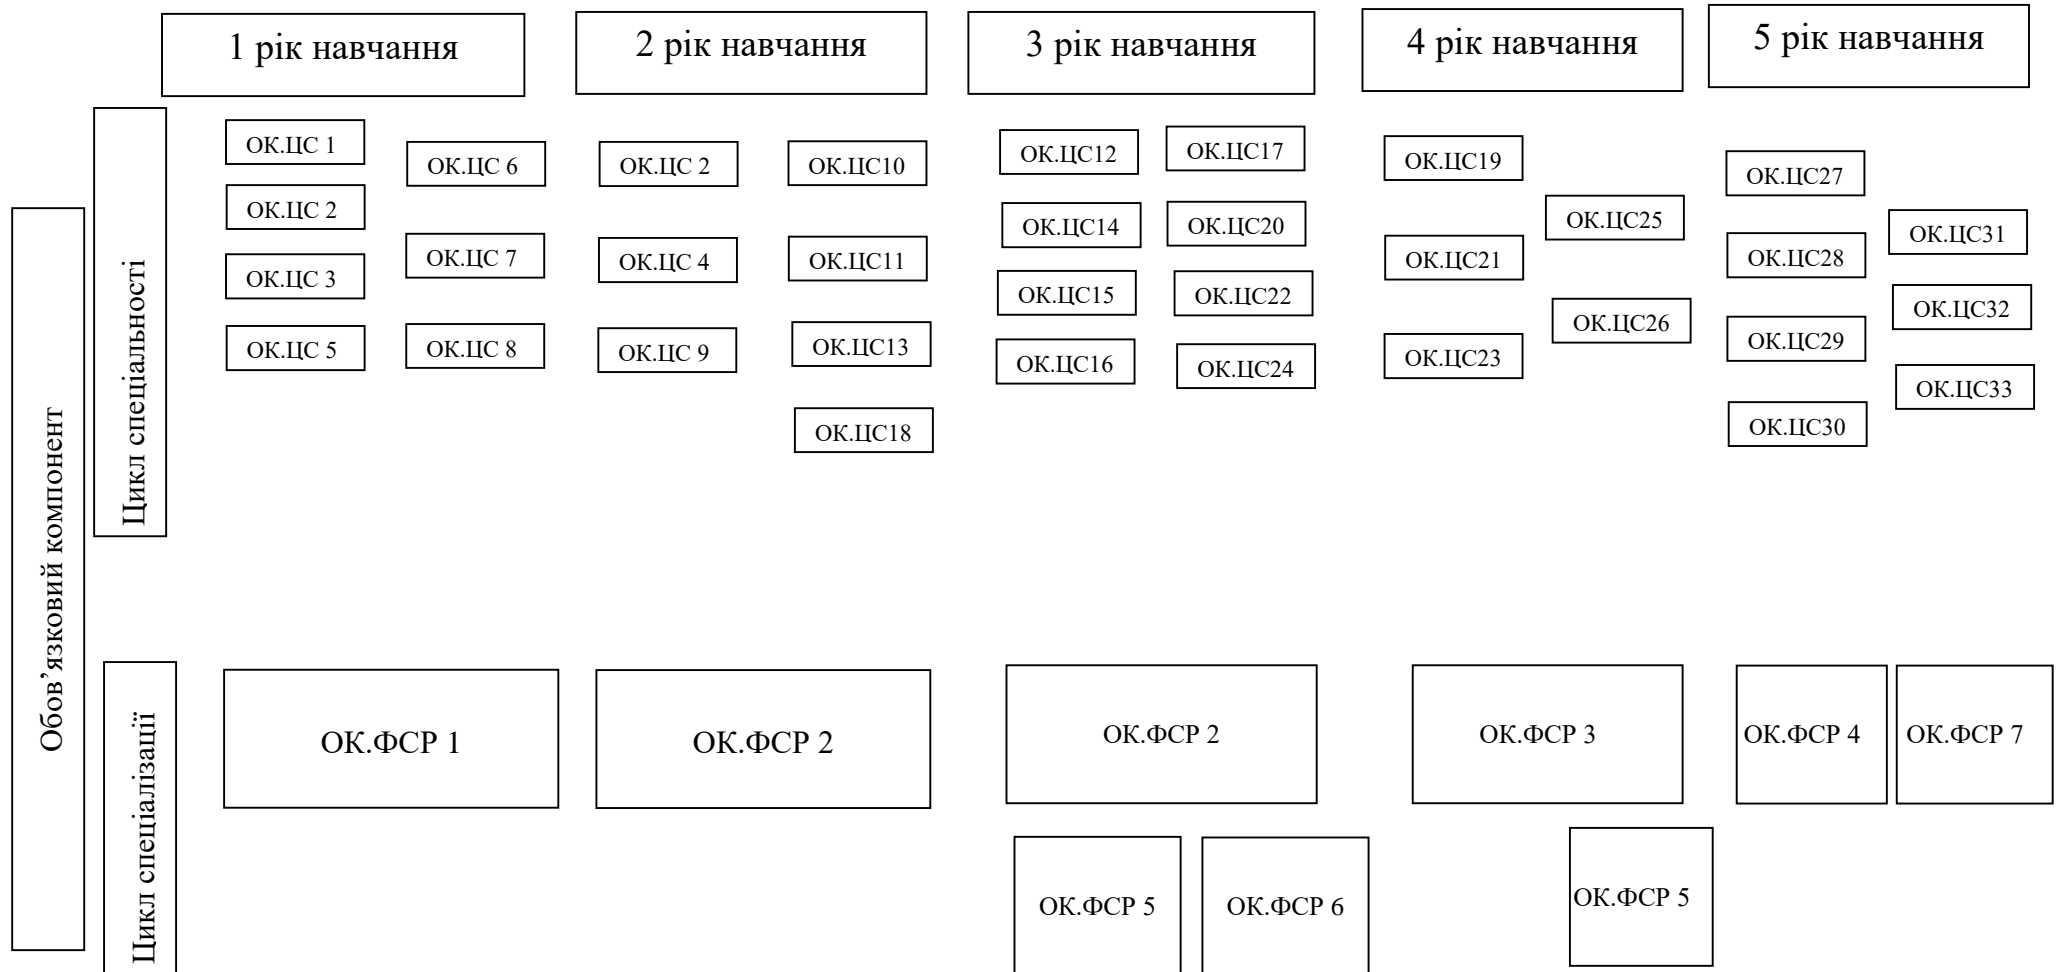 1 рік навчання
2 рік навчання
3 рік навчання
4 рік навчання
5 рік навчання
Обов’язковий компонент
Цикл спеціальності
ОК.ЦС 1
ОК.ЦС 2
ОК.ЦС 3
ОК.ЦС 5
ОК.ЦС 6
ОК.ЦС 7
ОК.ЦС 8
ОК.ЦС 2
ОК.ЦС 4
ОК.ЦС 9
ОК.ЦС10
ОК.ЦС11
ОК.ЦС13
ОК.ЦС18
ОК.ЦС12
ОК.ЦС14
ОК.ЦС15
ОК.ЦС16
ОК.ЦС17
ОК.ЦС20
ОК.ЦС22
ОК.ЦС24
ОК.ЦС19
ОК.ЦС21
ОК.ЦС23
ОК.ЦС25
ОК.ЦС26
ОК.ЦС27
ОК.ЦС28
ОК.ЦС29
ОК.ЦС30
ОК.ЦС31
ОК.ЦС32
ОК.ЦС33
Цикл спеціалізації
ОК.ФСР 1
ОК.ФСР 2
ОК.ФСР 2
ОК.ФСР 3
ОК.ФСР 4
ОК.ФСР 7
ОК.ФСР 5
ОК.ФСР 6
ОК.ФСР 5